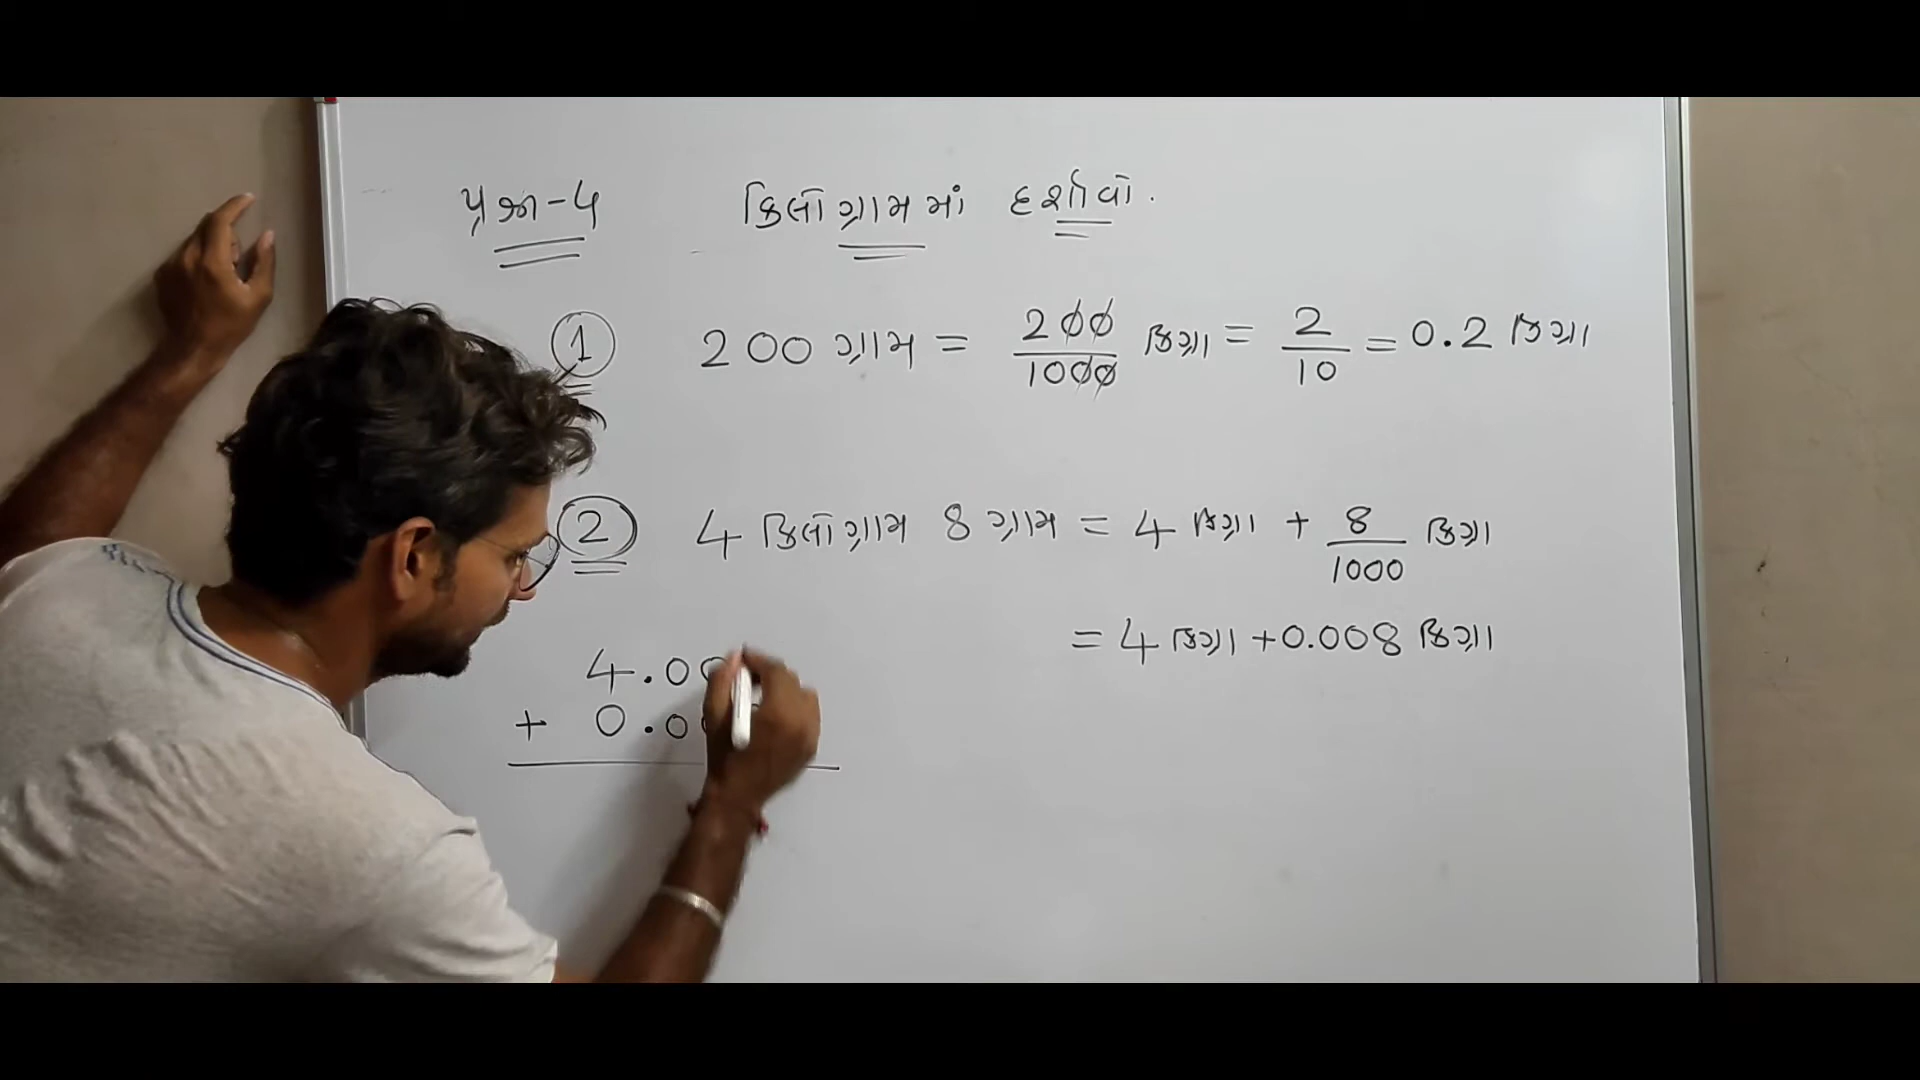 પ્રશ્ન-૫ કિલોગ્રામમાં દર્શાવો.
1 200 ગ્રામ = 200/1000 કિગ્રા = 2/10 = 0.2 કિગ્રા
2 4 કિલોગ્રામ 8 ગ્રામ = 4 કિગ્રા + 8/1000 કિગ્રા
= 4 કિગ્રા + 0.008 કિગ્રા
4.00
+ 0.00